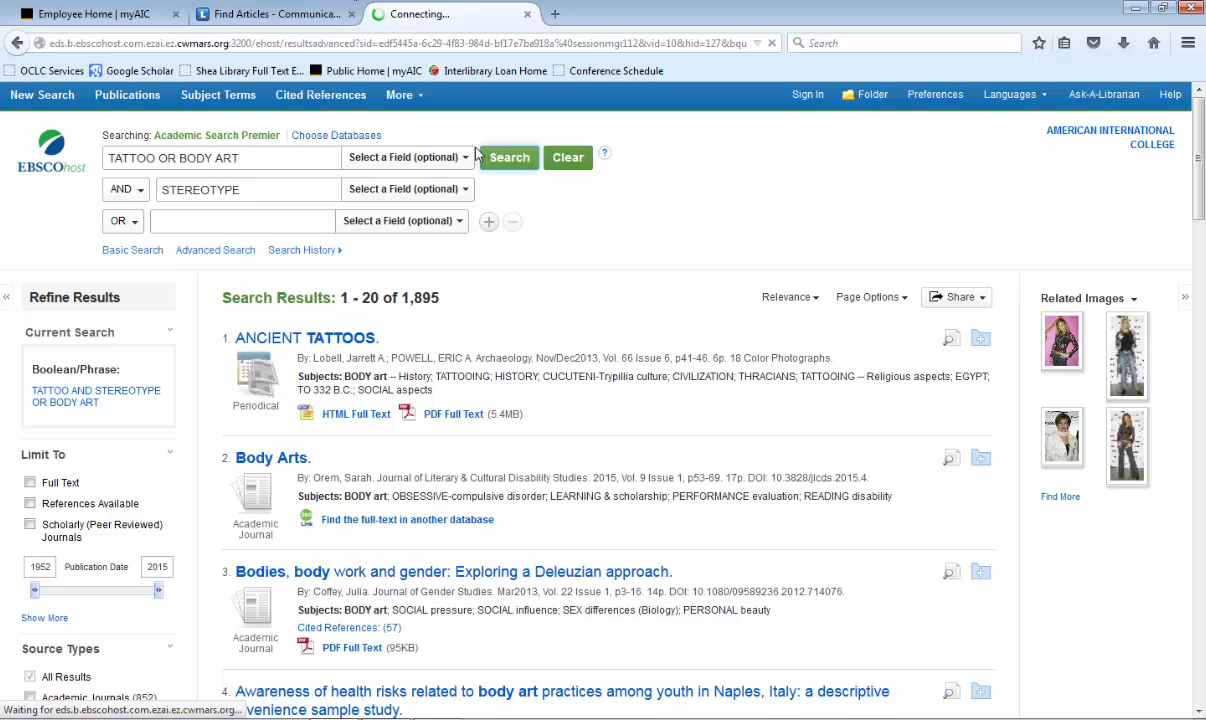 Employee Home | myAIC
Find Articles - Communica...
Connecting...
eds.b.ebscohost.com.ezai.ez.cwmars.org:3200/ehost/resultsadvanced?sid=edf5445a-6c29-4f83-984d-bf17e7ba918a%40sessionmgr112&vid=10&hid=127&bqu
Search
OCLC Services Google Scholar Shea Library Full Text E... Public Home | myAIC Interlibrary Loan Home Conference Schedule
New Search Publications Subject Terms Cited References More
Sign In Folder Preferences Languages Ask-A-Librarian Help
Searching: Academic Search Premier Choose Databases
AMERICAN INTERNATIONAL
COLLEGE
EBSCOhost
TATTOO OR BODY ART Select a Field (optional) Search Clear ?
AND STEREOTYPE Select a Field (optional)
OR Select a Field (optional)
Basic Search Advanced Search Search History
Refine Results
Current Search
Boolean/Phrase:
TATTOO AND STEREOTYPE
OR BODY ART
Limit To
Full Text
References Available
Scholarly (Peer Reviewed)
Journals
1952 Publication Date 2015
Show More
Source Types
All Results
Academic Journals (852)
Search Results: 1 - 20 of 1,895
Relevance Page Options Share
1. ANCIENT TATTOOS.
By: Lobell, Jarrett A.; POWELL, ERIC A. Archaeology. Nov/Dec2013, Vol. 66 Issue 6, p41-46. 6p. 18 Color Photographs.
Subjects: BODY art -- History; TATTOOING; HISTORY; CUCUTENI-Trypillia culture; CIVILIZATION; THRACIANS; TATTOOING -- Religious aspects; EGYPT;
TO 332 B.C.; SOCIAL aspects
Periodical
HTML Full Text PDF Full Text (5.4MB)
2. Body Arts.
By: Orem, Sarah. Journal of Literary & Cultural Disability Studies. 2015, Vol. 9 Issue 1, p53-69. 17p. DOI: 10.3828/jlcds.2015.4.
Subjects: BODY art; OBSESSIVE-compulsive disorder; LEARNING & scholarship; PERFORMANCE evaluation; READING disability
Academic
Journal
Link Find the full-text in another database
3. Bodies, body work and gender: Exploring a Deleuzian approach.
By: Coffey, Julia. Journal of Gender Studies. Mar2013, Vol. 22 Issue 1, p3-16. 14p. DOI: 10.1080/09589236.2012.714076.
Subjects: BODY art; SOCIAL pressure; SOCIAL influence; SEX differences (Biology); PERSONAL beauty
Cited References: (57)
Academic
Journal
PDF Full Text (95KB)
4. Awareness of health risks related to body art practices among youth in Naples, Italy: a descriptive
venience sample study.
Related Images
Find More
Waiting for eds.b.ebscohost.com.ezai.ez.cwmars.org...